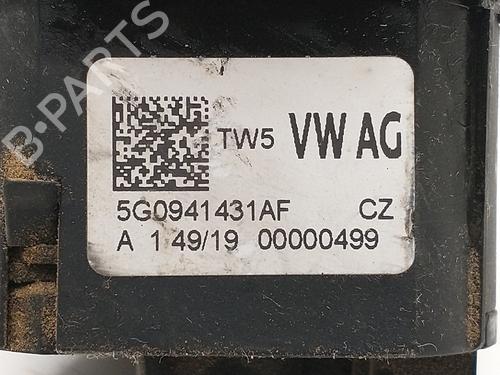 B-PARTS
TW5 VW AG
5G0941431AF CZ
A 1 49/19 00000499